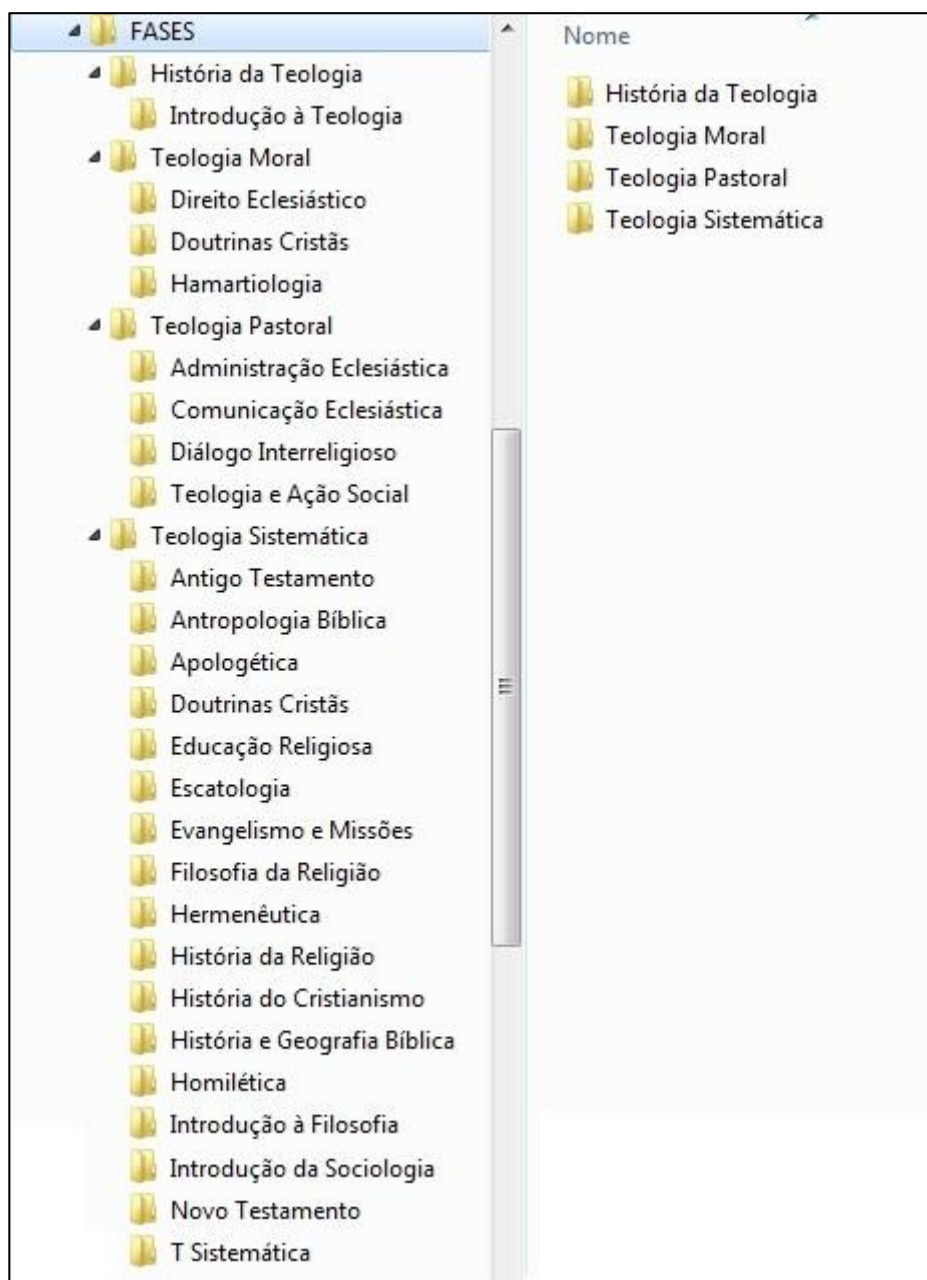 FASES
História da Teologia
Introdução à Teologia
Teologia Moral
Direito Eclesiástico
Doutrinas Cristãs
Hamartiologia
Teologia Pastoral
Administração Eclesiástica
Comunicação Eclesiástica
Diálogo Interreligioso
Teologia e Ação Social
Teologia Sistemática
Antigo Testamento
Antropologia Bíblica
Apologética
Doutrinas Cristãs
Educação Religiosa
Escatologia
Evangelismo e Missões
Filosofia da Religião
Hermenêutica
História da Religião
História do Cristianismo
História e Geografia Bíblica
Homilética
Introdução à Filosofia
Introdução da Sociologia
Novo Testamento
T Sistemática
Nome
História da Teologia
Teologia Moral
Teologia Pastoral
Teologia Sistemática